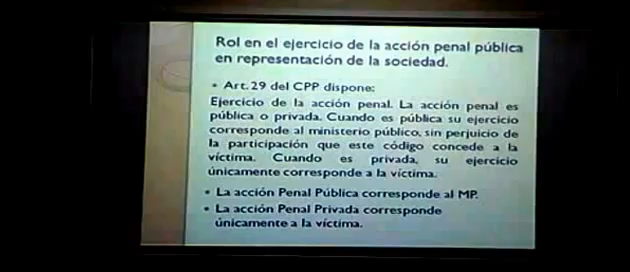 Rol en el ejercicio de la acción penal pública
en representación de la sociedad.
• Art. 29 del CPP dispone:
Ejercicio de la acción penal. La acción penal es
pública o privada. Cuando es pública su ejercicio
corresponde al ministerio público, sin perjuicio de
la participación que este código concede a la
víctima. Cuando es privada, su ejercicio
únicamente corresponde a la víctima.
• La acción Penal Pública corresponde al MP.
• La acción Penal Privada corresponde
únicamente a la víctima.